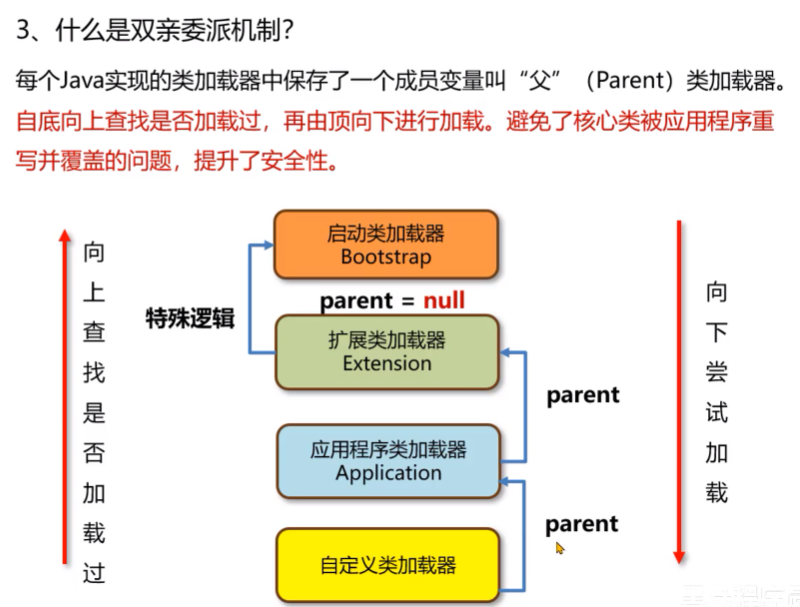 3、什么是双亲委派机制？
每个Java实现的类加载器中保存了一个成员变量叫“父”（Parent）类加载器。
自底向上查找是否加载过，再由顶向下进行加载。避免了核心类被应用程序重
写并覆盖的问题，提升了安全性。
启动类加载器
Bootstrap
parent = null
特殊逻辑
扩展类加载器
Extension
parent
应用程序类加载器
Application
parent
自定义类加载器
向上查找是否加载过
向下尝试加载